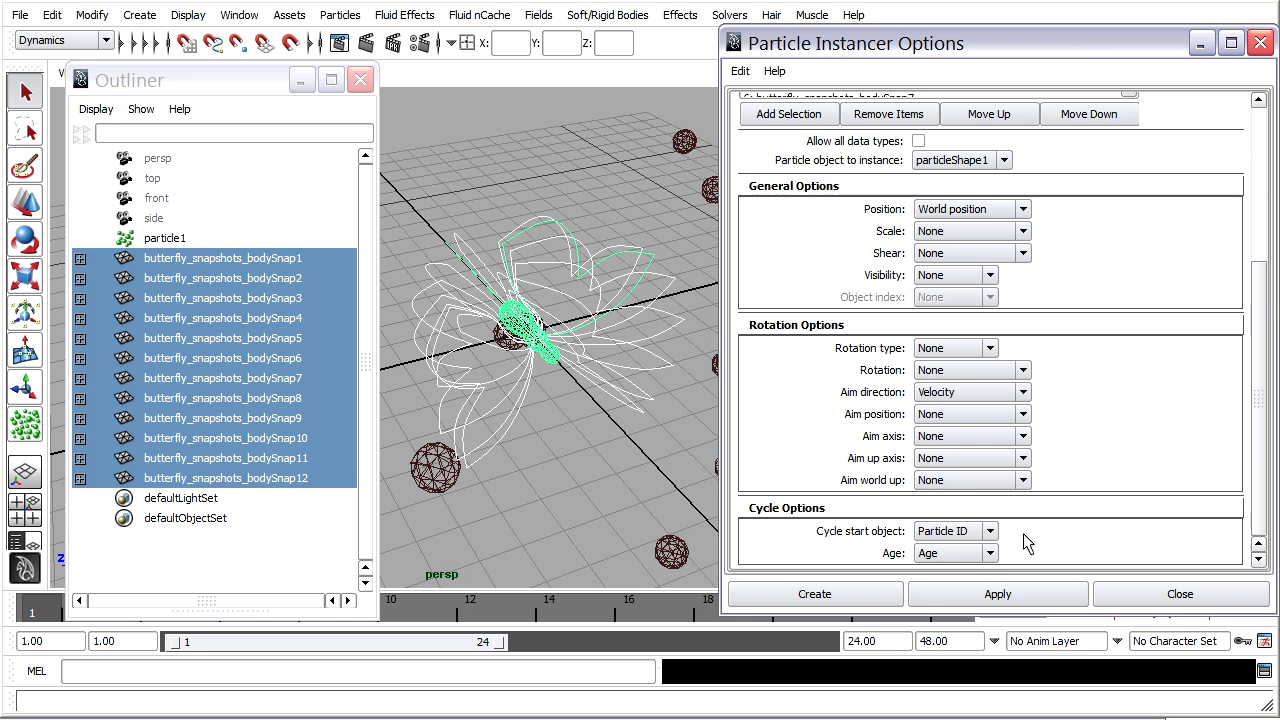 File Edit Modify Create Display Window Assets Particles Fluid Effects Fluid nCache Fields Soft/Rigid Bodies Effects Solvers Hair Muscle Help
Dynamics X: Y: Z:
Particle Instancer Options
Edit Help
Outliner
Display Show Help
persp
top
front
side
particle1
butterfly_snapshots_bodySnap1
butterfly_snapshots_bodySnap2
butterfly_snapshots_bodySnap3
butterfly_snapshots_bodySnap4
butterfly_snapshots_bodySnap5
butterfly_snapshots_bodySnap6
butterfly_snapshots_bodySnap7
butterfly_snapshots_bodySnap8
butterfly_snapshots_bodySnap9
butterfly_snapshots_bodySnap10
butterfly_snapshots_bodySnap11
butterfly_snapshots_bodySnap12
defaultLightSet
defaultObjectSet
persp
6: butterfly_snapshots_bodySnap7
Add Selection Remove Items Move Up Move Down
Allow all data types:
Particle object to instance: particleShape1
General Options
Position: World position
Scale: None
Shear: None
Visibility: None
Object index: None
Rotation Options
Rotation type: None
Rotation: None
Aim direction: Velocity
Aim position: None
Aim axis: None
Aim up axis: None
Aim world up: None
Cycle Options
Cycle start object: Particle ID
Age: Age
Create Apply Close
1 10 12 14 16 18
1.00 1.00 1 24 24.00 48.00 No Anim Layer No Character Set
MEL